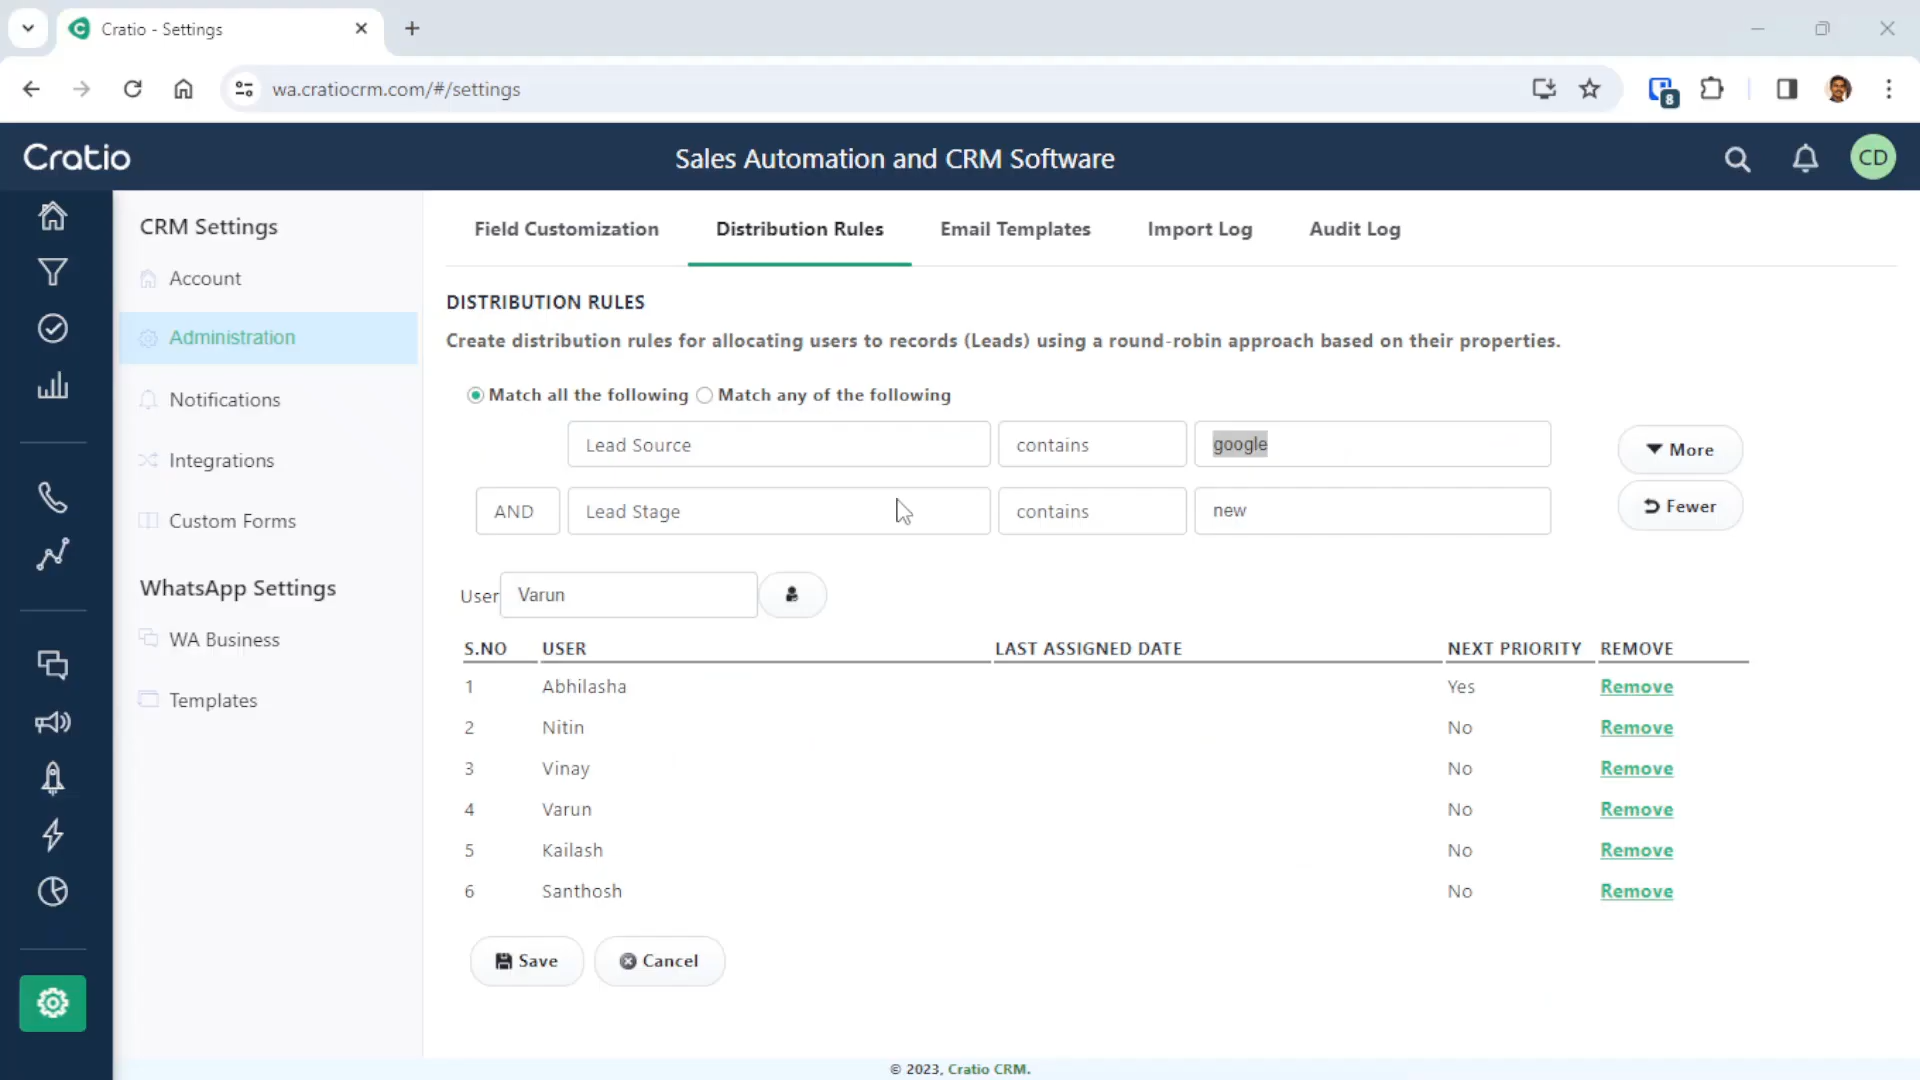 Cratio - Settings
wa.cratiocrm.com/#/settings
8
Cratio
Sales Automation and CRM Software
CD
CRM Settings
Account
Administration
Notifications
Integrations
Custom Forms
WhatsApp Settings
WA Business
Templates
Field Customization Distribution Rules Email Templates Import Log Audit Log
DISTRIBUTION RULES
Create distribution rules for allocating users to records (Leads) using a round-robin approach based on their properties.
Match all the following Match any of the following
Lead Source contains google More
AND Lead Stage contains new Fewer
User Varun
S.NO USER LAST ASSIGNED DATE NEXT PRIORITY REMOVE
1 Abhilasha Yes Remove
2 Nitin No Remove
3 Vinay No Remove
4 Varun No Remove
5 Kailash No Remove
6 Santhosh No Remove
Save Cancel
© 2023, Cratio CRM.